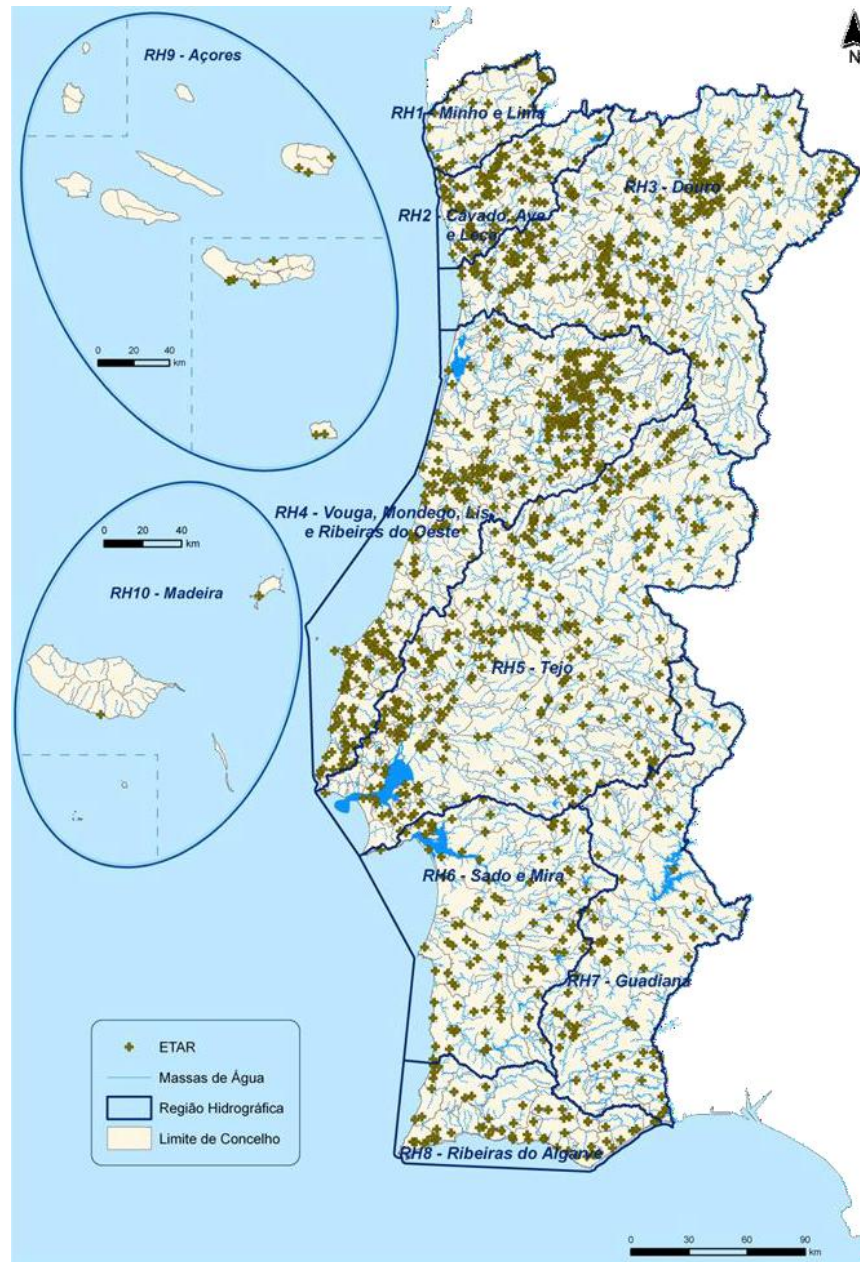 N
RH9 - Açores
RH1 - Minho e Lima
RH3 - Douro
RH2 - Cavado, Ave
e Leça
0 20 40
km
RH4 - Vouga, Mondego, Lis
e Ribeiras do Oeste
0 20 40
km
RH10 - Madeira
RH5 - Tejo
RH6 - Sado e Mira
RH7 - Guadiana
ETAR
Massas de Água
Região Hidrográfica
Limite de Concelho
RH8 - Ribeiras do Algarve
0 30 60 90
km